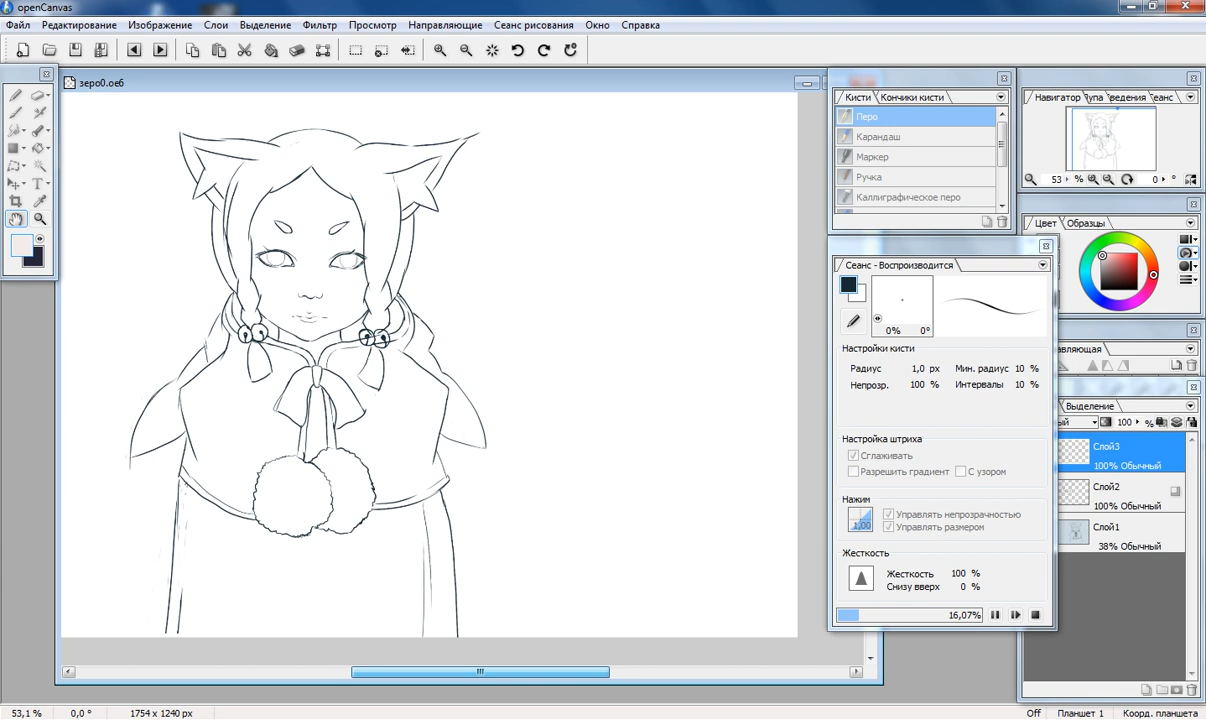 openCanvas
Файл Редактирование Изображение Слои Выделение Фильтр Просмотр Направляющие Сеанс рисования Окно Справка
зеро0.oe6
Кисти Кончики кисти
Перо
Карандаш
Маркер
Ручка
Каллиграфическое перо
Навигатор
53 % 0 °
Цвет Образцы
Сеанс - Воспроизводится
0% 0°
Настройки кисти
Радиус 1,0 px Мин. радиус 10 %
Непрозр. 100 % Интервалы 10 %
Настройка штриха
Сглаживать
Разрешить градиент С узором
Нажим
1,00
Управлять непрозрачностью
Управлять размером
Жесткость
Жесткость 100 %
Снизу вверх 0 %
16,07%
Выделение
100 %
Слой3
100% Обычный
Слой2
100% Обычный
Слой1
38% Обычный
53,1 % 0,0 ° 1754 x 1240 px Off Планшет 1 Коорд. планшета